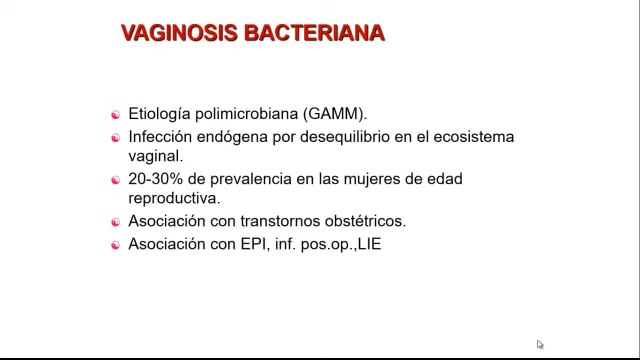 VAGINOSIS BACTERIANA
Etiología polimicrobiana (GAMM).
Infección endógena por desequilibrio en el ecosistema
vaginal.
20-30% de prevalencia en las mujeres de edad
reproductiva.
Asociación con transtornos obstétricos.
Asociación con EPI, inf. pos.op.,LIE